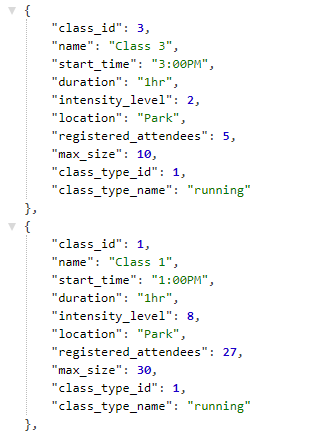 {
"class_id": 3,
"name": "Class 3",
"start_time": "3:00PM",
"duration": "1hr",
"intensity_level": 2,
"location": "Park",
"registered_attendees": 5,
"max_size": 10,
"class_type_id": 1,
"class_type_name": "running"
},
{
"class_id": 1,
"name": "Class 1",
"start_time": "1:00PM",
"duration": "1hr",
"intensity_level": 8,
"location": "Park",
"registered_attendees": 27,
"max_size": 30,
"class_type_id": 1,
"class_type_name": "running"
},